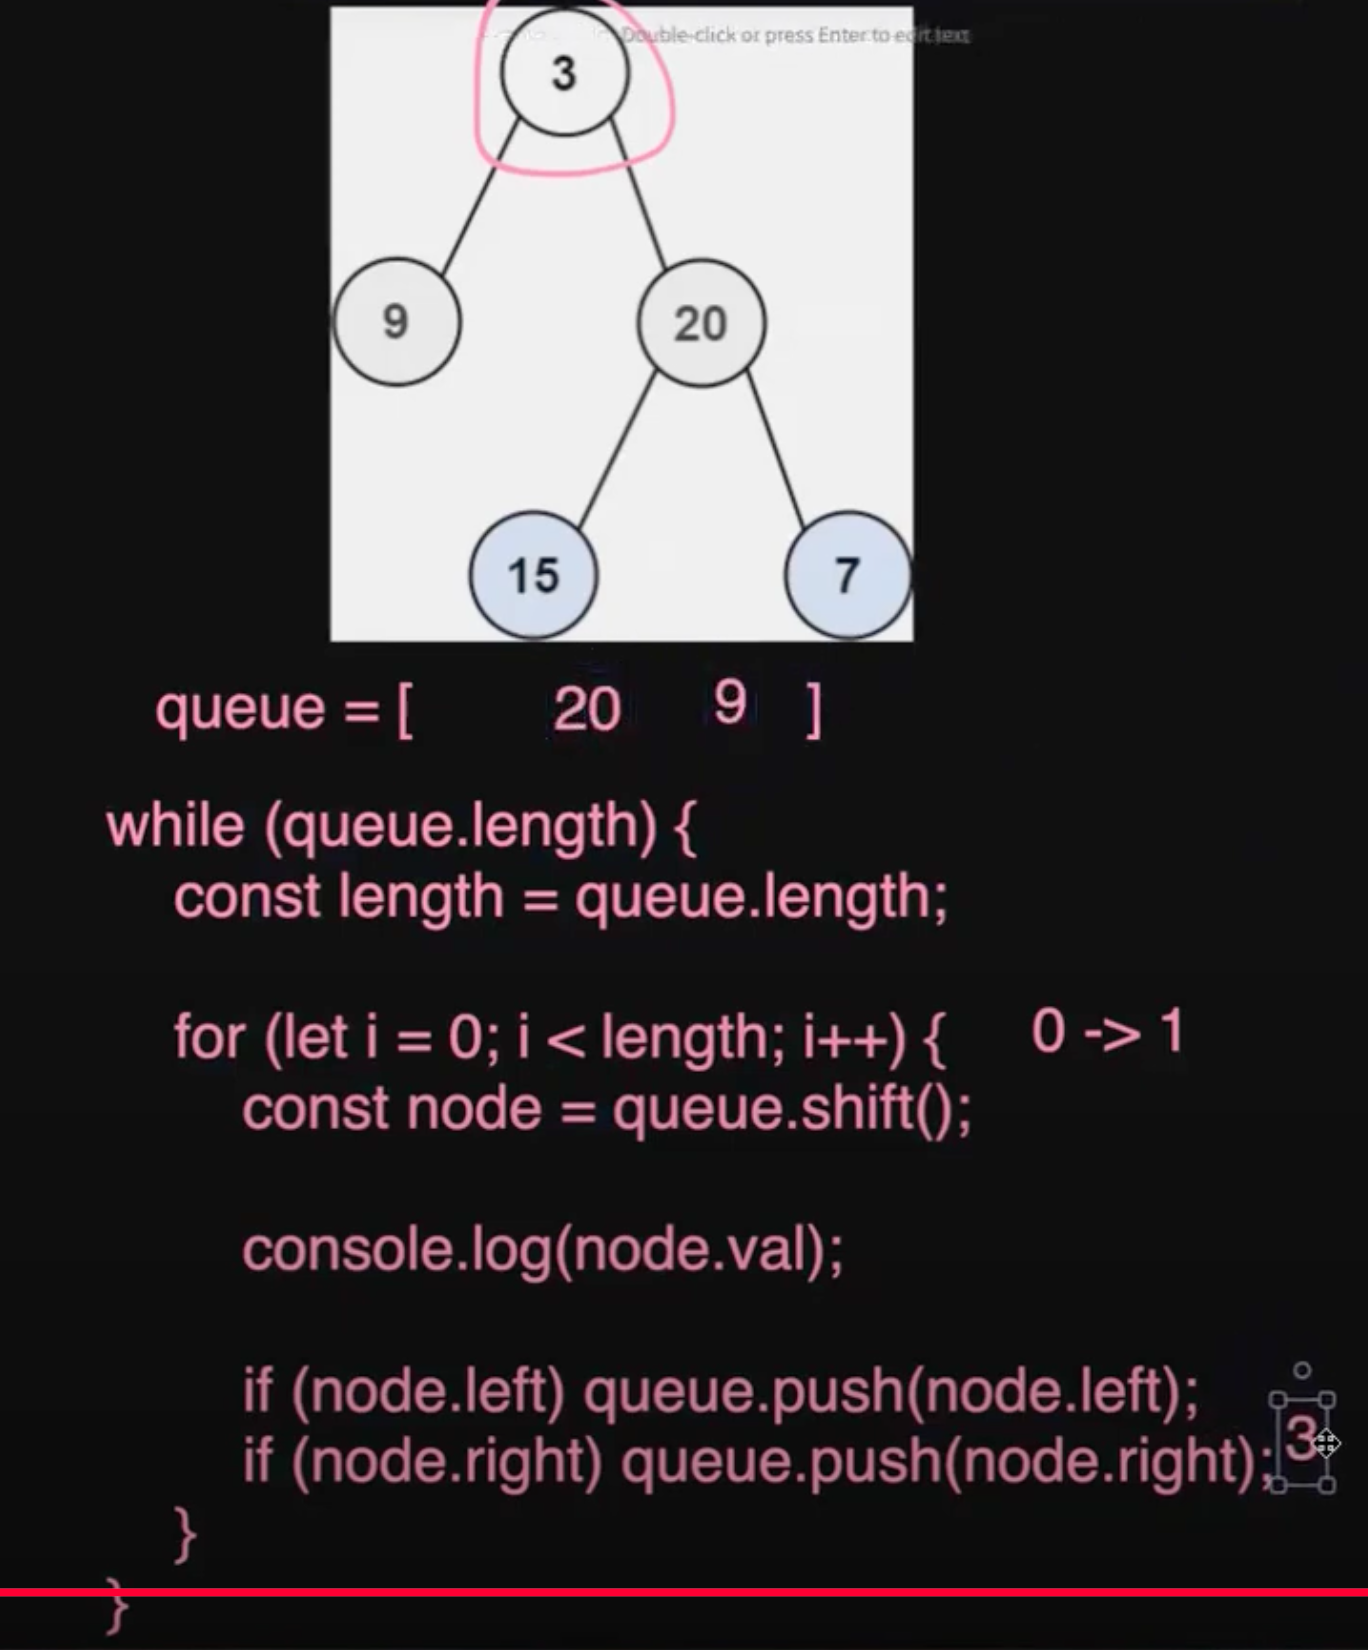 Double-click or press Enter to edit text
3
9 20
15 7
queue = [ 20 9 ]
while (queue.length) {
const length = queue.length;
for (let i = 0; i < length; i++) { 0 -> 1
const node = queue.shift();
console.log(node.val);
if (node.left) queue.push(node.left);
if (node.right) queue.push(node.right); 3
}
}